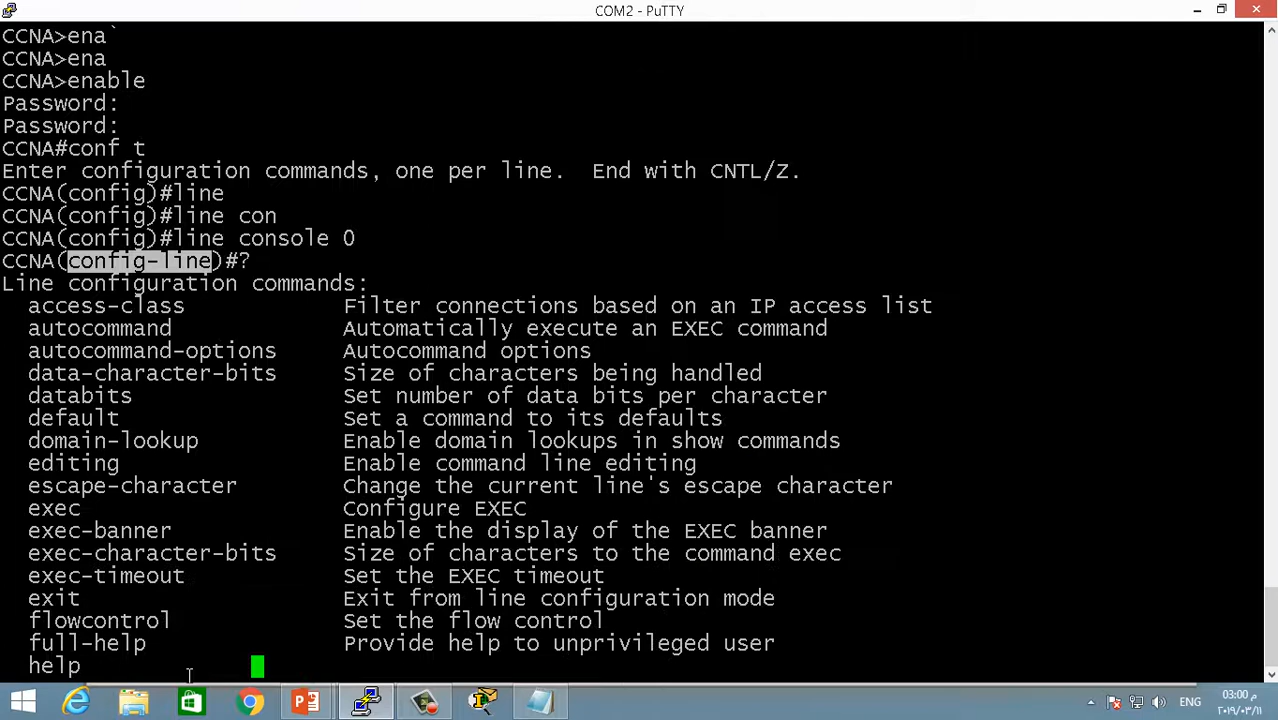 COM2 - PuTTY
CCNA>ena`
CCNA>ena
CCNA>enable
Password:
Password:
CCNA#conf t
Enter configuration commands, one per line.  End with CNTL/Z.
CCNA(config)#line
CCNA(config)#line con
CCNA(config)#line console 0
CCNA(config-line)#?
Line configuration commands:
access-class Filter connections based on an IP access list
autocommand Automatically execute an EXEC command
autocommand-options Autocommand options
data-character-bits Size of characters being handled
databits Set number of data bits per character
default Set a command to its defaults
domain-lookup Enable domain lookups in show commands
editing Enable command line editing
escape-character Change the current line's escape character
exec Configure EXEC
exec-banner Enable the display of the EXEC banner
exec-character-bits Size of characters to the command exec
exec-timeout Set the EXEC timeout
exit Exit from line configuration mode
flowcontrol Set the flow control
full-help Provide help to unprivileged user
help
ENG
03:00 م
٢٠١٩/٠٣/١١